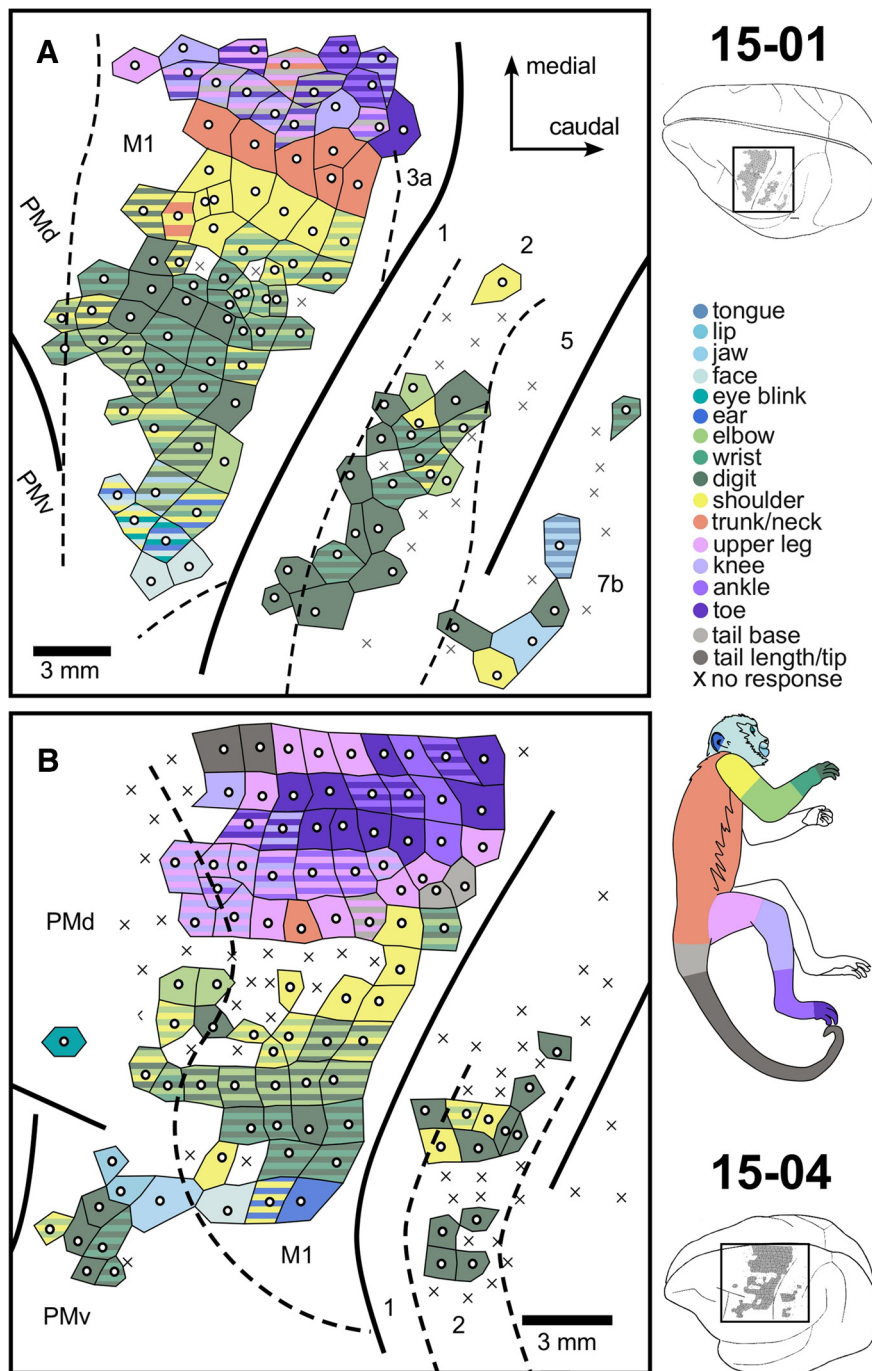 A
M1
PMd
PMv
medial
caudal
3a
1
2
5
7b
3 mm
15-01
tongue
lip
jaw
face
eye blink
ear
elbow
wrist
digit
shoulder
trunk/neck
upper leg
knee
ankle
toe
tail base
tail length/tip
x no response
B
PMd
PMv
M1
1
2
3 mm
15-04